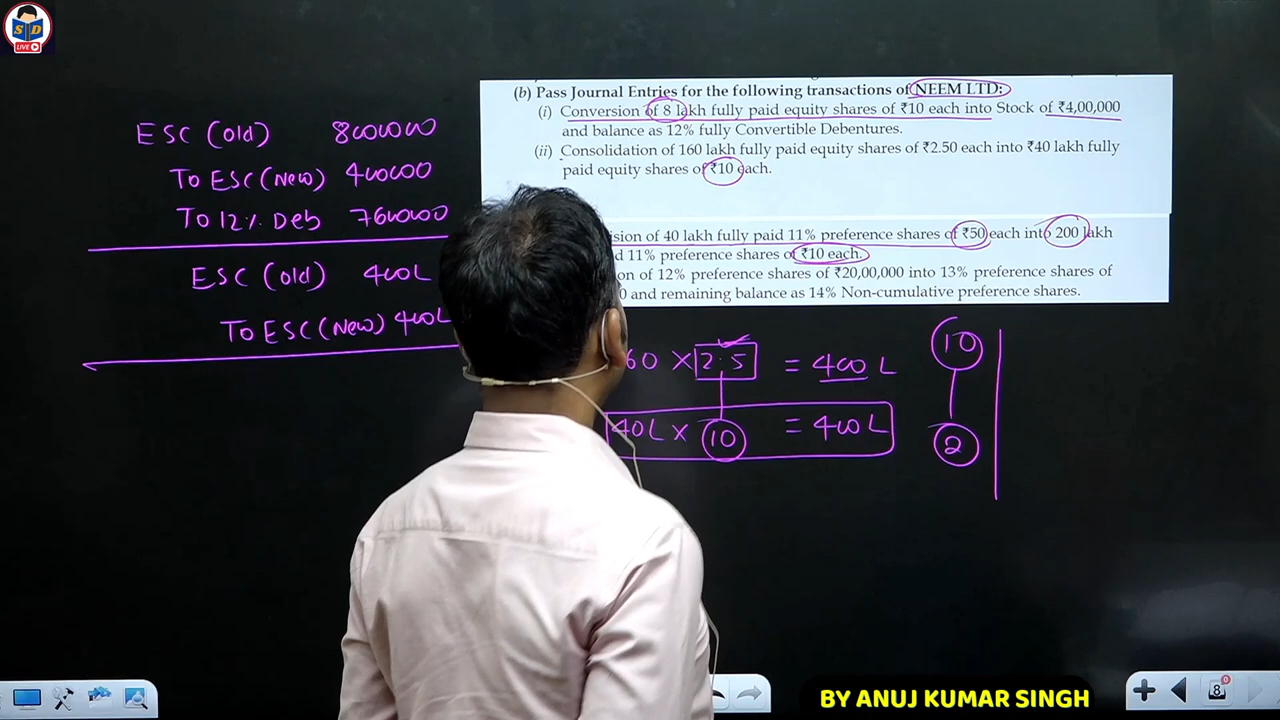 S D
LIVE
(b) Pass Journal Entries for the following transactions of NEEM LTD:
(i) Conversion of 8 lakh fully paid equity shares of ₹10 each into Stock of ₹4,00,000
and balance as 12% fully Convertible Debentures.
(ii) Consolidation of 160 lakh fully paid equity shares of ₹2.50 each into ₹40 lakh fully
paid equity shares of ₹10 each.
of 40 lakh fully paid 11% preference shares of ₹50 each into 200 lakh
11% preference shares of ₹10 each.
of 12% preference shares of ₹20,00,000 into 13% preference shares of
and remaining balance as 14% Non-cumulative preference shares.
ESC (old) 8000000
To ESC (New) 400000
To 12% Deb 7600000
ESC (old) 400L
To ESC (New) 400L
60 × 2.5 = 400 L
40L × 10 = 400L
10
2
8
0
BY ANUJ KUMAR SINGH